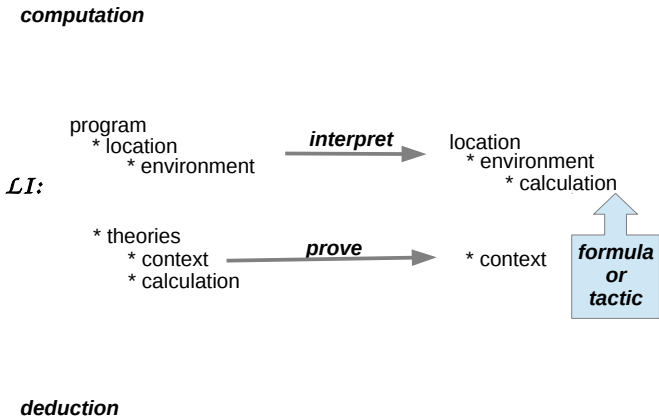 computation
program
* location
* environment
interpret
location
* environment
* calculation
ℒI:
* theories
* context
* calculation
prove
* context
formula
or
tactic
deduction